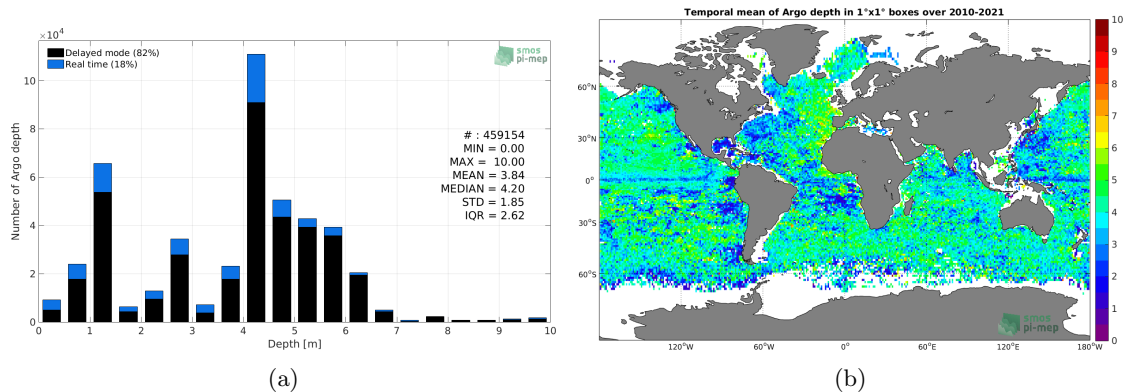 ×10⁴
Delayed mode (82%)
Real time (18%)
smos
pi-mep
10
8
6
4
2
0
Number of Argo depth
# : 459154
MIN = 0.00
MAX = 10.00
MEAN = 3.84
MEDIAN = 4.20
STD = 1.85
IQR = 2.62
0 1 2 3 4 5 6 7 8 9 10
Depth [m]
(a)
Temporal mean of Argo depth in 1°x1° boxes over 2010-2021
60°N
30°N
0°
30°S
60°S
120°W 60°W 0° 60°E 120°E 180°W
smos
pi-mep
10
9
8
7
6
5
4
3
2
1
0
(b)